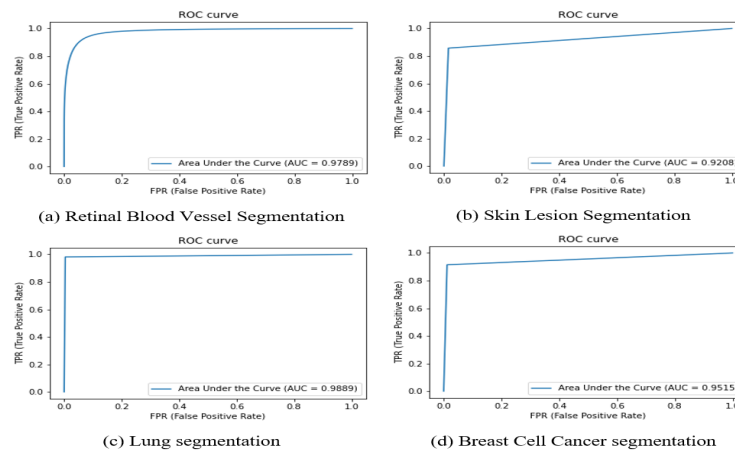 ROC curve
TPR (True Positive Rate)
1.0
0.8
0.6
0.4
0.2
0.0
Area Under the Curve (AUC = 0.9789)
0.0 0.2 0.4 0.6 0.8 1.0
FPR (False Positive Rate)
(a) Retinal Blood Vessel Segmentation
ROC curve
TPR (True Positive Rate)
1.0
0.8
0.6
0.4
0.2
0.0
Area Under the Curve (AUC = 0.9208
0.0 0.2 0.4 0.6 0.8 1.0
FPR (False Positive Rate)
(b) Skin Lesion Segmentation
ROC curve
TPR (True Positive Rate)
1.0
0.8
0.6
0.4
0.2
0.0
Area Under the Curve (AUC = 0.9889)
0.0 0.2 0.4 0.6 0.8 1.0
FPR (False Positive Rate)
(c) Lung segmentation
ROC curve
TPR (True Positive Rate)
1.0
0.8
0.6
0.4
0.2
0.0
Area Under the Curve (AUC = 0.9515
0.0 0.2 0.4 0.6 0.8 1.0
FPR (False Positive Rate)
(d) Breast Cell Cancer segmentation